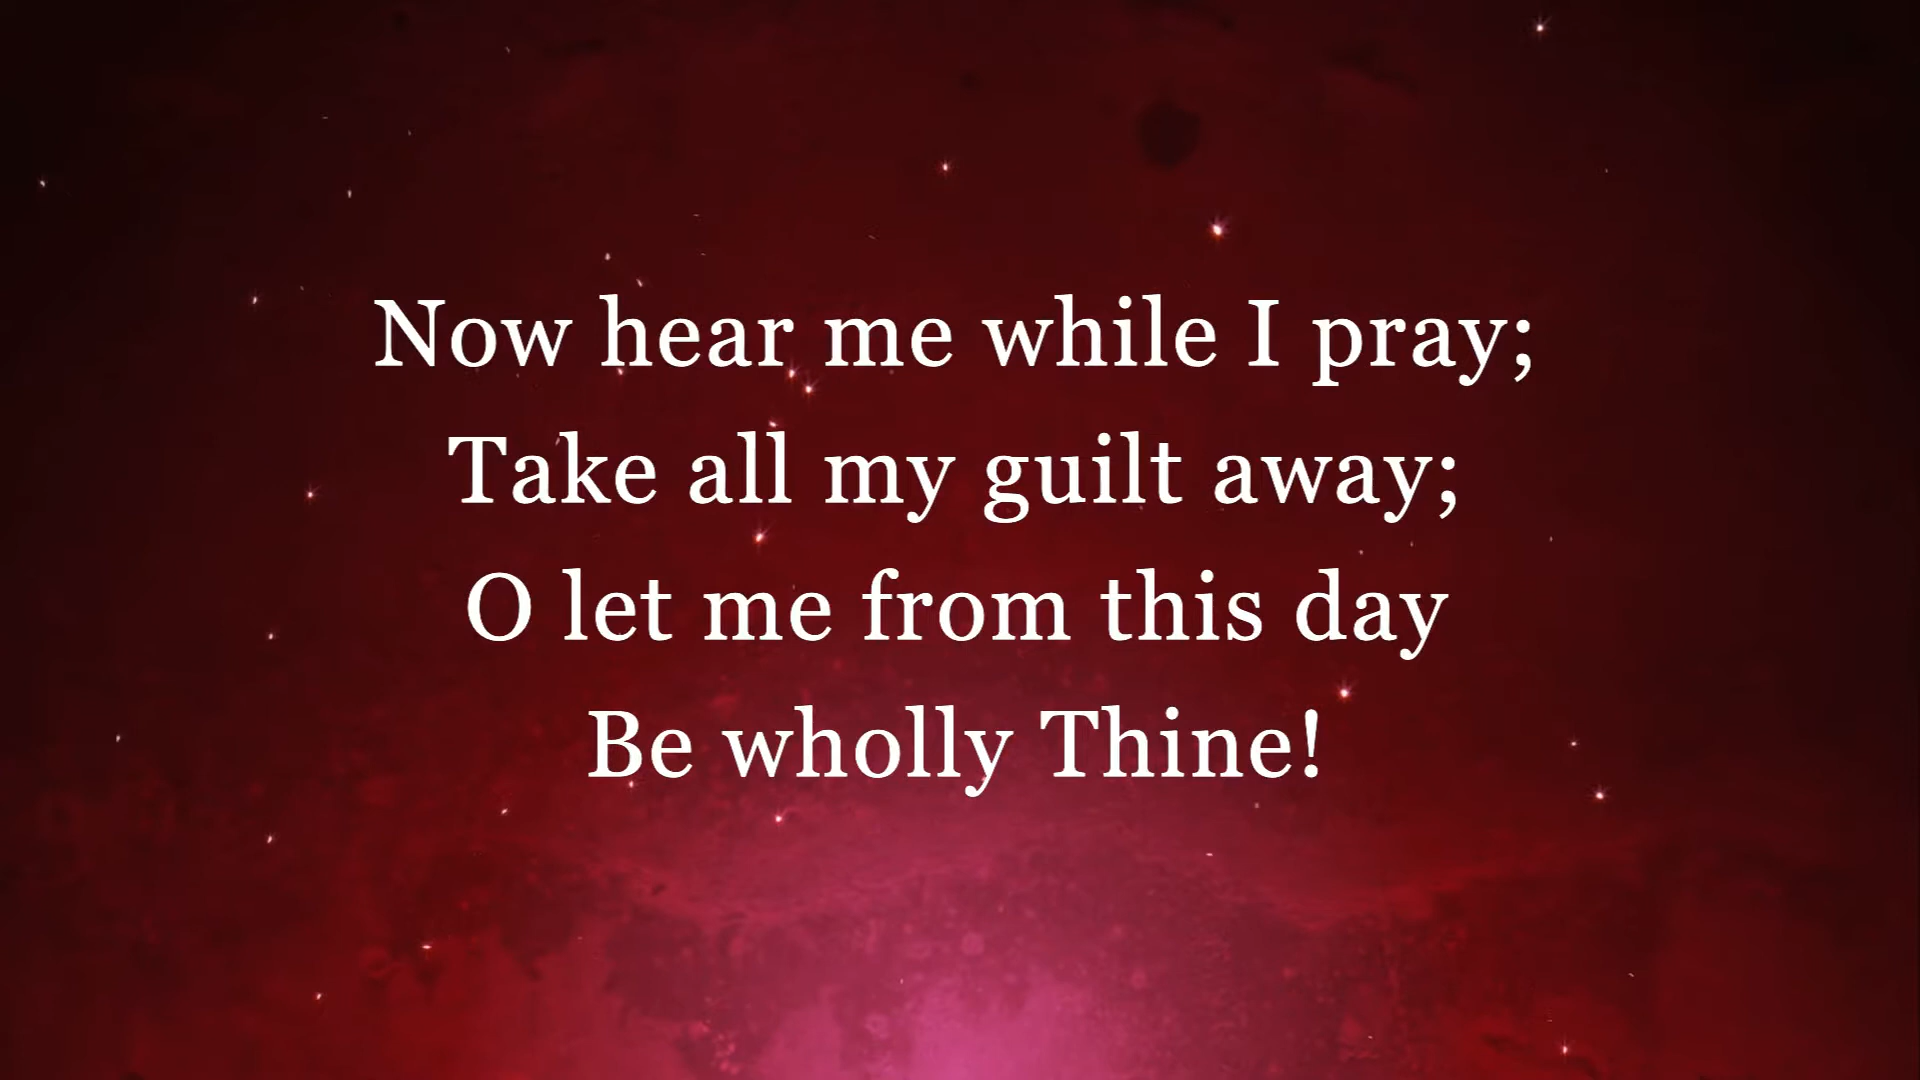 Now hear me while I pray;
Take all my guilt away;
O let me from this day
Be wholly Thine!